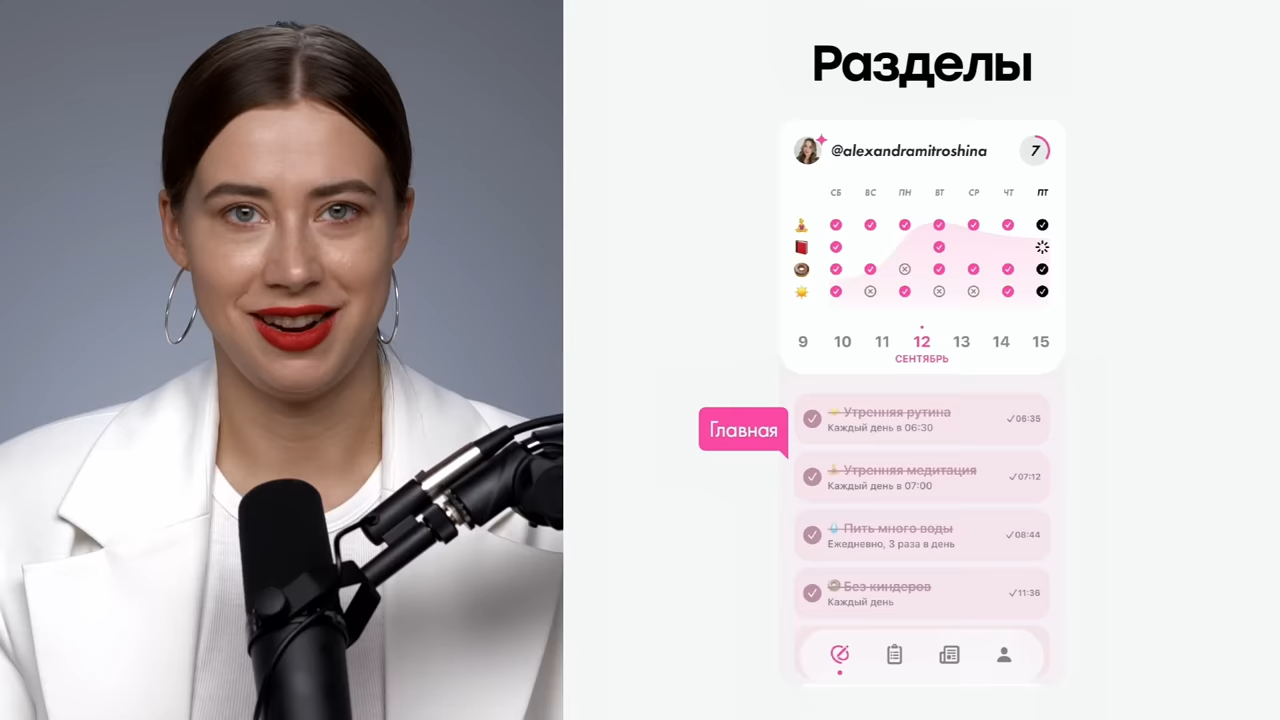 Разделы
@alexandramitroshina
7
СБ ВС ПН ВТ СР ЧТ ПТ
9 10 11 12 13 14 15
СЕНТЯБРЬ
Главная
Утренняя рутина
Каждый день в 06:30
06:35
Утренняя медитация
Каждый день в 07:00
07:12
Пить много воды
Ежедневно, 3 раза в день
08:44
Без киндеров
Каждый день
11:36